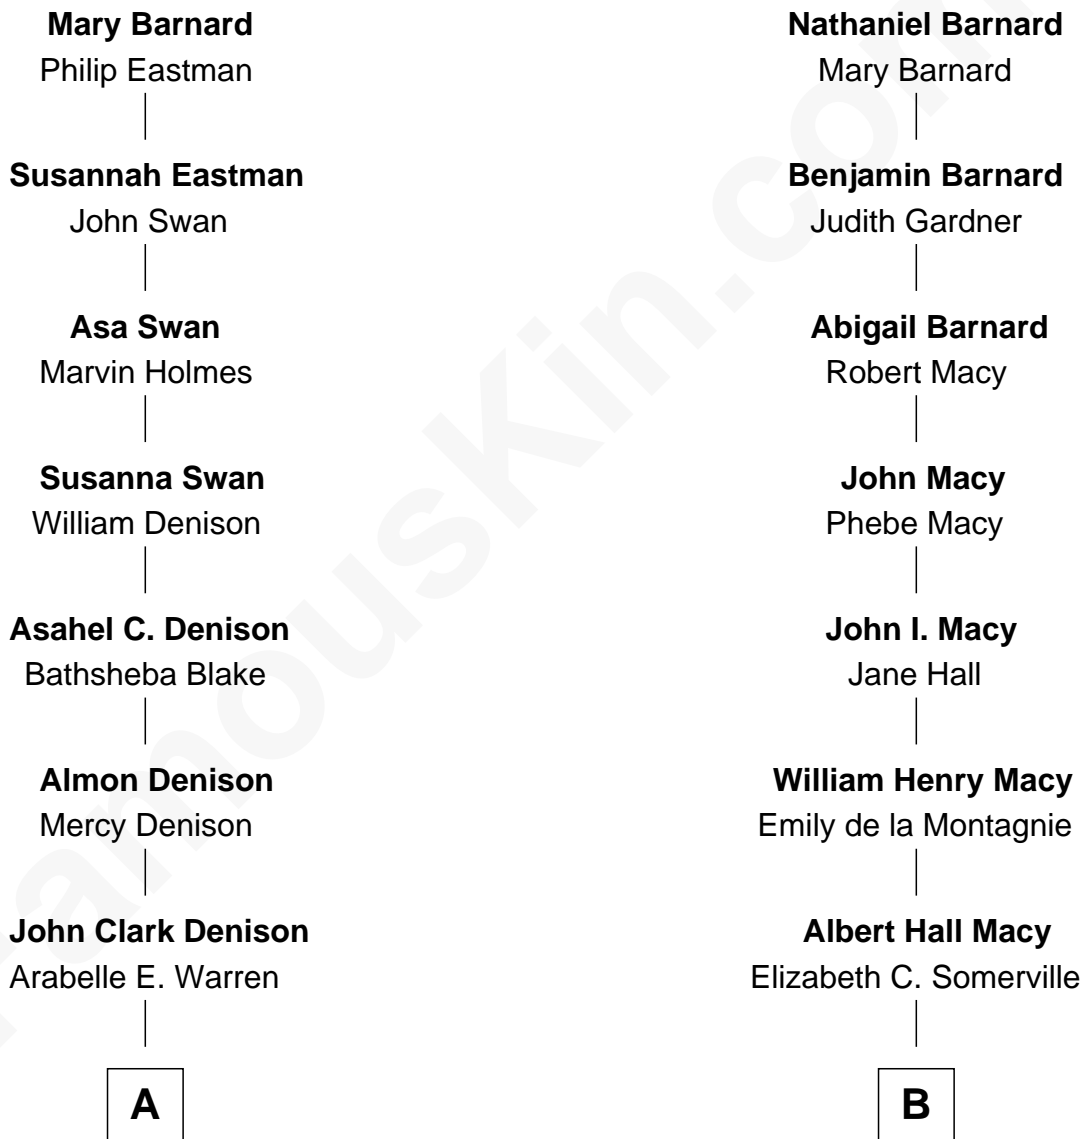 Mary Barnard
Philip Eastman
Susannah Eastman
John Swan
Asa Swan
Marvin Holmes
Susanna Swan
William Denison
Asahel C. Denison
Bathsheba Blake
Almon Denison
Mercy Denison
John Clark Denison
Arabelle E. Warren
A
Nathaniel Barnard
Mary Barnard
Benjamin Barnard
Judith Gardner
Abigail Barnard
Robert Macy
John Macy
Phebe Macy
John I. Macy
Jane Hall
William Henry Macy
Emily de la Montagnie
Albert Hall Macy
Elizabeth C. Somerville
B
FamousKin.com